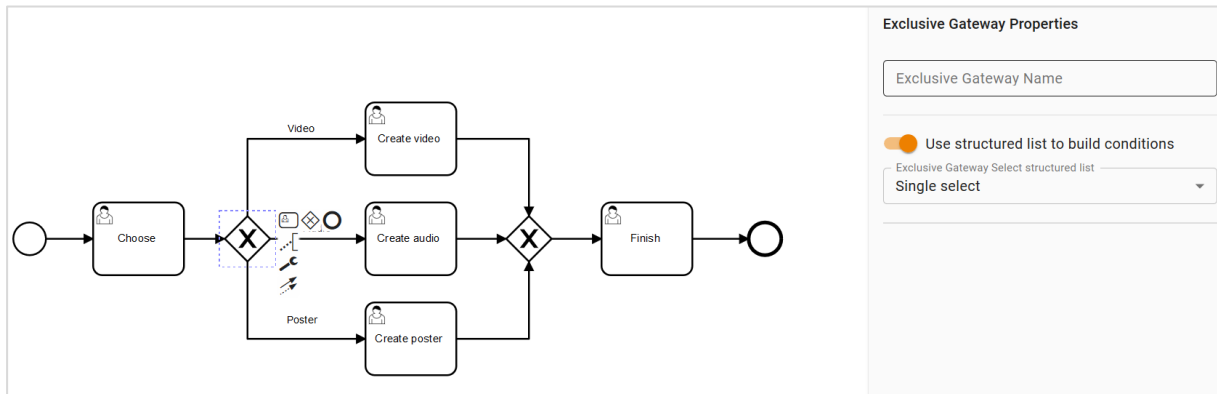 Exclusive Gateway Properties
Exclusive Gateway Name
Use structured list to build conditions
Exclusive Gateway Select structured list
Single select
Video
Create video
Choose
Create audio
Finish
Poster
Create poster